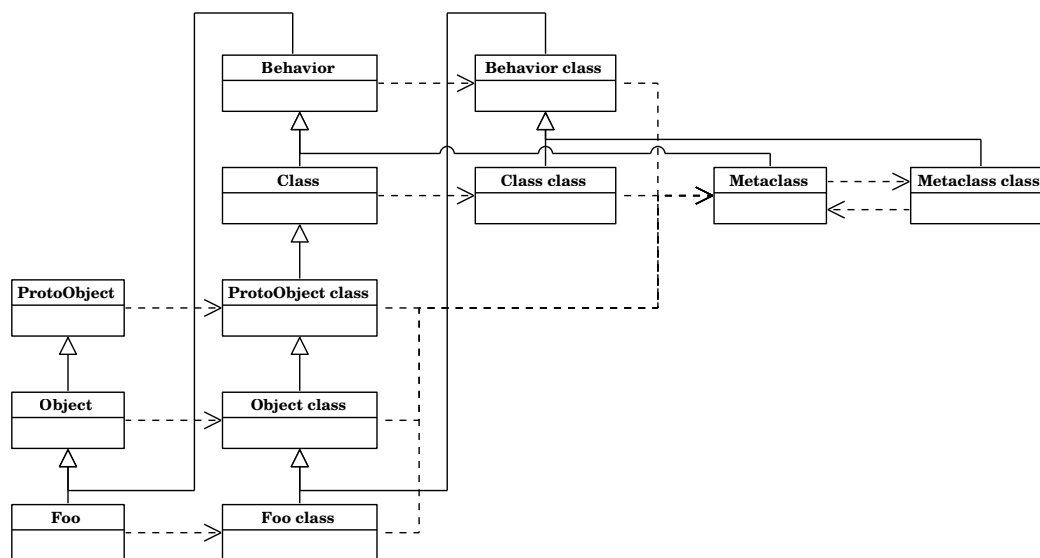 Behavior
Behavior class
Class
Class class
Metaclass
Metaclass class
ProtoObject
ProtoObject class
Object
Object class
Foo
Foo class